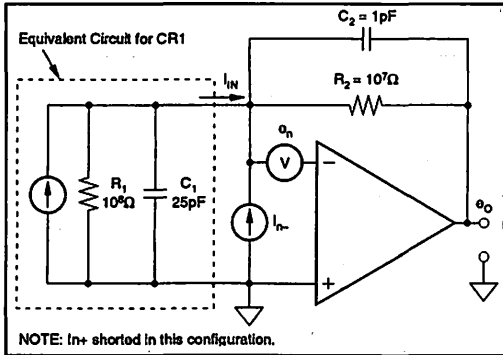 C₂ = 1pF
Equivalent Circuit for CR1
I_IN
R₂ = 10⁷Ω
e_n
V
−
R₁
10⁸Ω
C₁
25pF
I_n-
e_O
+
NOTE: In+ shorted in this configuration.